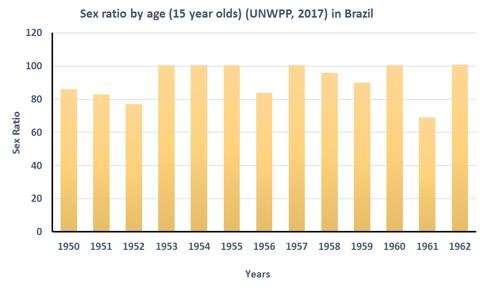 Sex ratio by age (15 year olds) (UNWPP, 2017) in Brazil
120
100
80
60
40
20
0
Sex Ratio
1950 1951 1952 1953 1954 1955 1956 1957 1958 1959 1960 1961 1962
Years